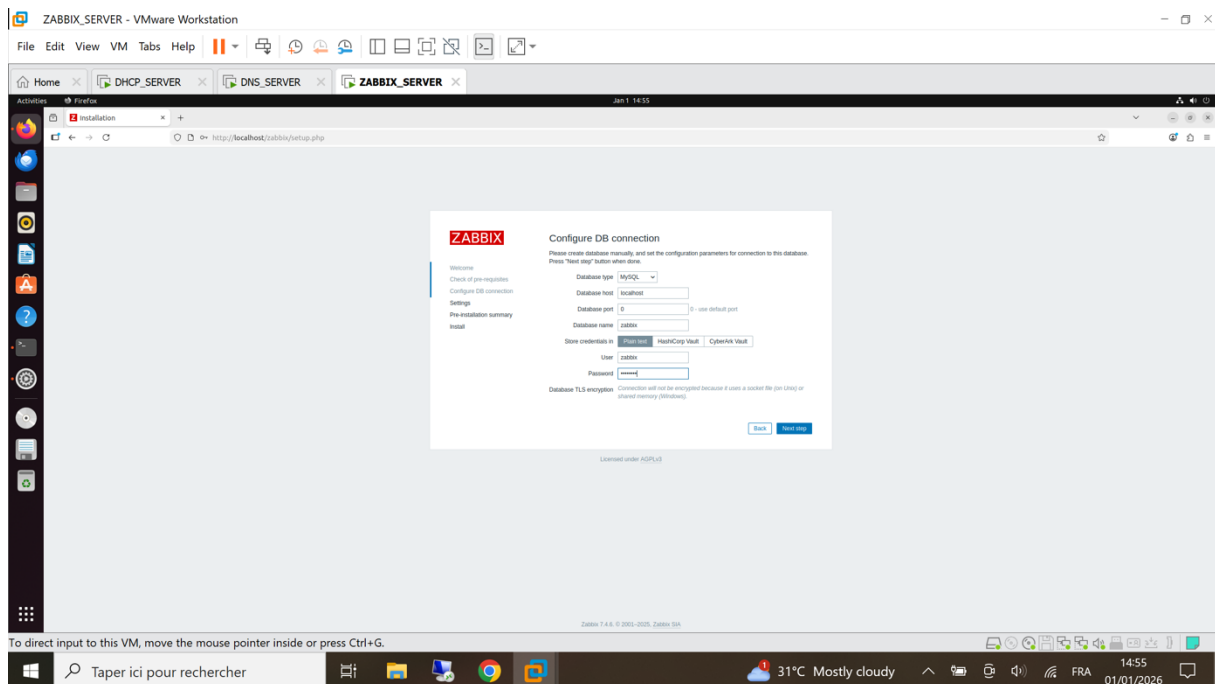 ZABBIX_SERVER - VMware Workstation
File Edit View VM Tabs Help
Home DHCP_SERVER DNS_SERVER ZABBIX_SERVER
Activities Firefox Jan 1 14:55
Installation
http://localhost/zabbix/setup.php
ZABBIX
Welcome
Check of pre-requisites
Configure DB connection
Settings
Pre-installation summary
Install
Configure DB connection
Please create database manually, and set the configuration parameters for connection to this database.
Press "Next step" button when done.
Database type MySQL
Database host localhost
Database port 0 0 - use default port
Database name zabbix
Store credentials in Plain text HashiCorp Vault CyberArk Vault
User zabbix
Password ••••••••
Database TLS encryption Connection will not be encrypted because it uses a socket file (on Unix) or
shared memory (Windows).
Back Next step
Licensed under AGPLv3
Zabbix 7.4.6. © 2001–2025, Zabbix SIA
To direct input to this VM, move the mouse pointer inside or press Ctrl+G.
Taper ici pour rechercher
1
31°C Mostly cloudy
FRA
14:55
01/01/2026